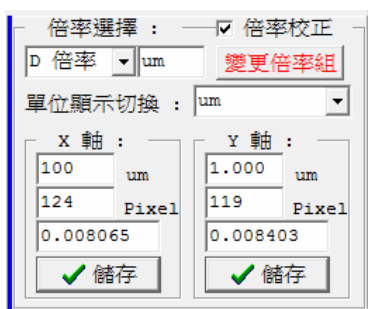 倍率選擇 : 倍率校正
D 倍率 um 變更倍率組
單位顯示切換 : um
X 軸 : Y 軸 :
100 um 1.000 um
124 Pixel 119 Pixel
0.008065 0.008403
儲存 儲存